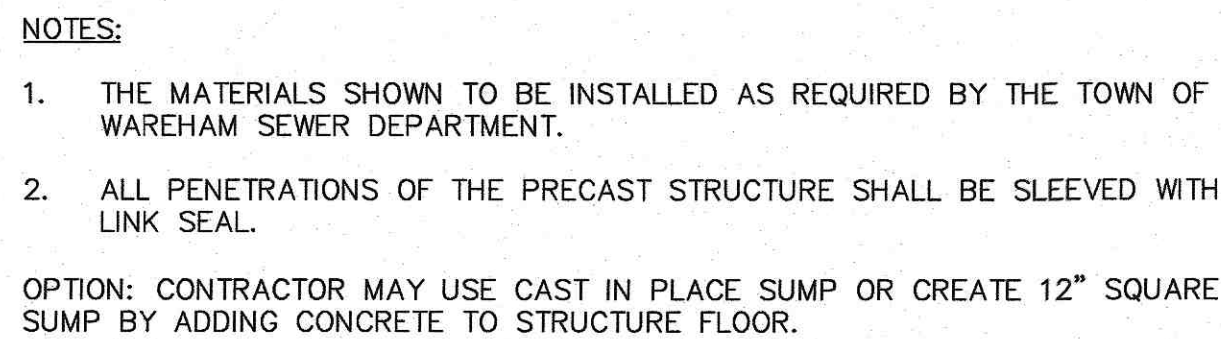 NOTES:
1. THE MATERIALS SHOWN TO BE INSTALLED AS REQUIRED BY THE TOWN OF
WAREHAM SEWER DEPARTMENT.
2. ALL PENETRATIONS OF THE PRECAST STRUCTURE SHALL BE SLEEVED WITH
LINK SEAL.
OPTION: CONTRACTOR MAY USE CAST IN PLACE SUMP OR CREATE 12" SQUARE
SUMP BY ADDING CONCRETE TO STRUCTURE FLOOR.